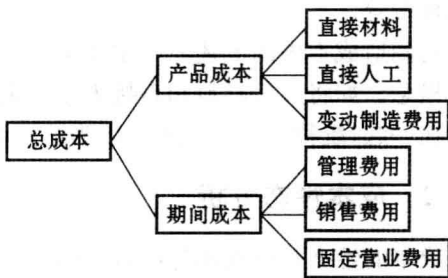 直接材料
产品成本
直接人工
变动制造费用
总成本
管理费用
期间成本
销售费用
固定营业费用